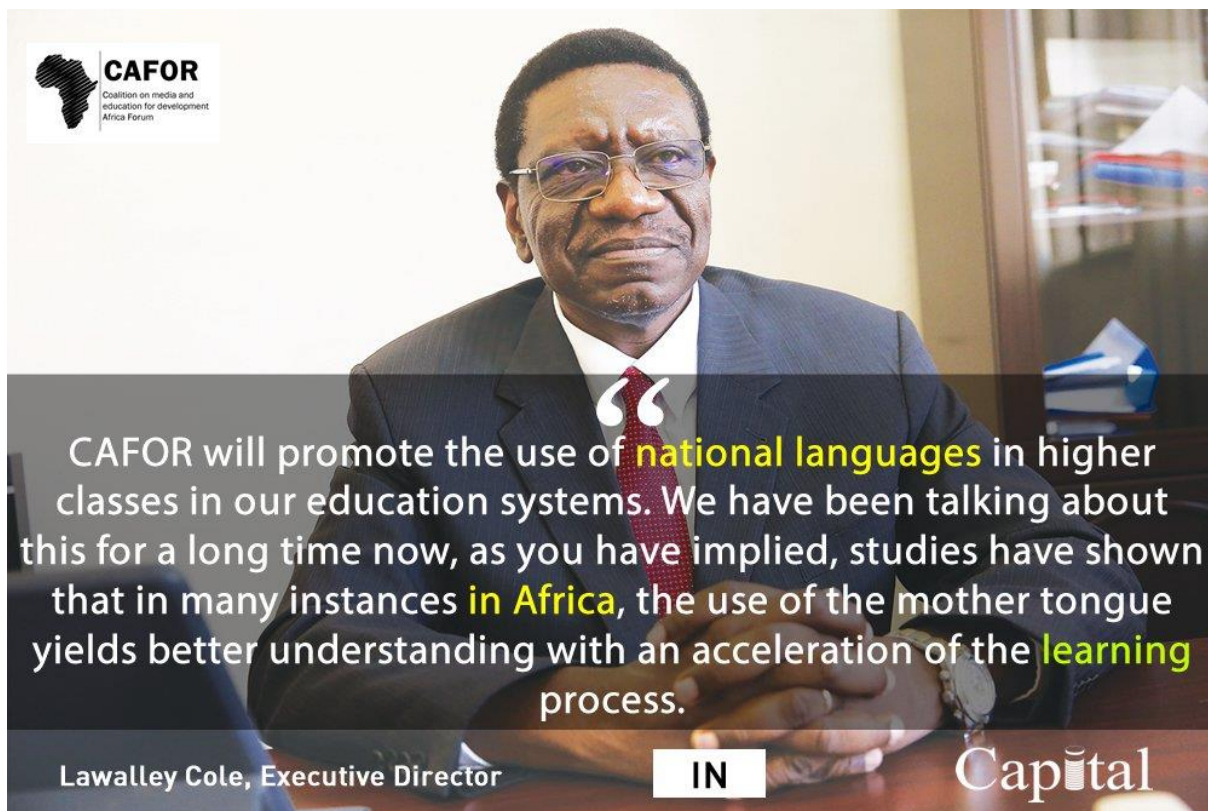 CAFOR
Coalition on media and
education for development
Africa Forum
“
CAFOR will promote the use of national languages in higher
classes in our education systems. We have been talking about
this for a long time now, as you have implied, studies have shown
that in many instances in Africa, the use of the mother tongue
yields better understanding with an acceleration of the learning
process.
Lawalley Cole, Executive Director
IN
Capital